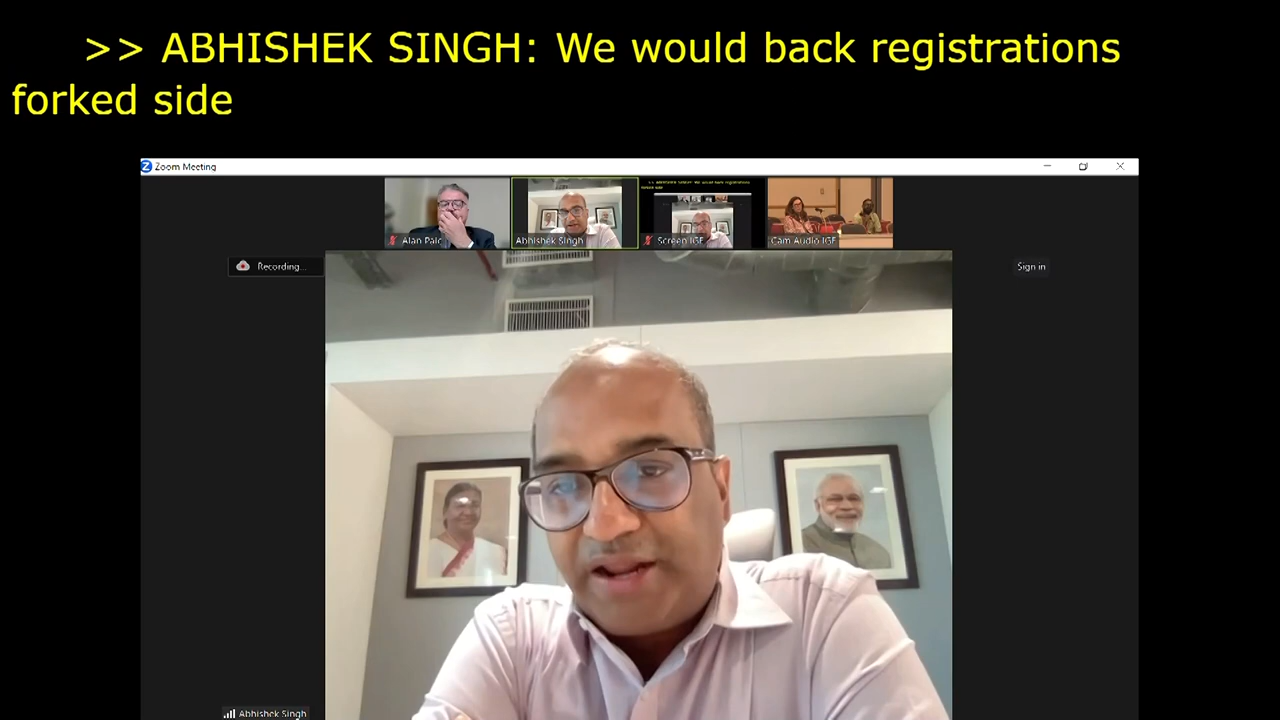 >> ABHISHEK SINGH: We would back registrations
forked side
Zoom Meeting
Alan Paic
Abhishek Singh
Screen IGF
Cam Audio IGF
Recording...
Sign in
Abhishek Singh